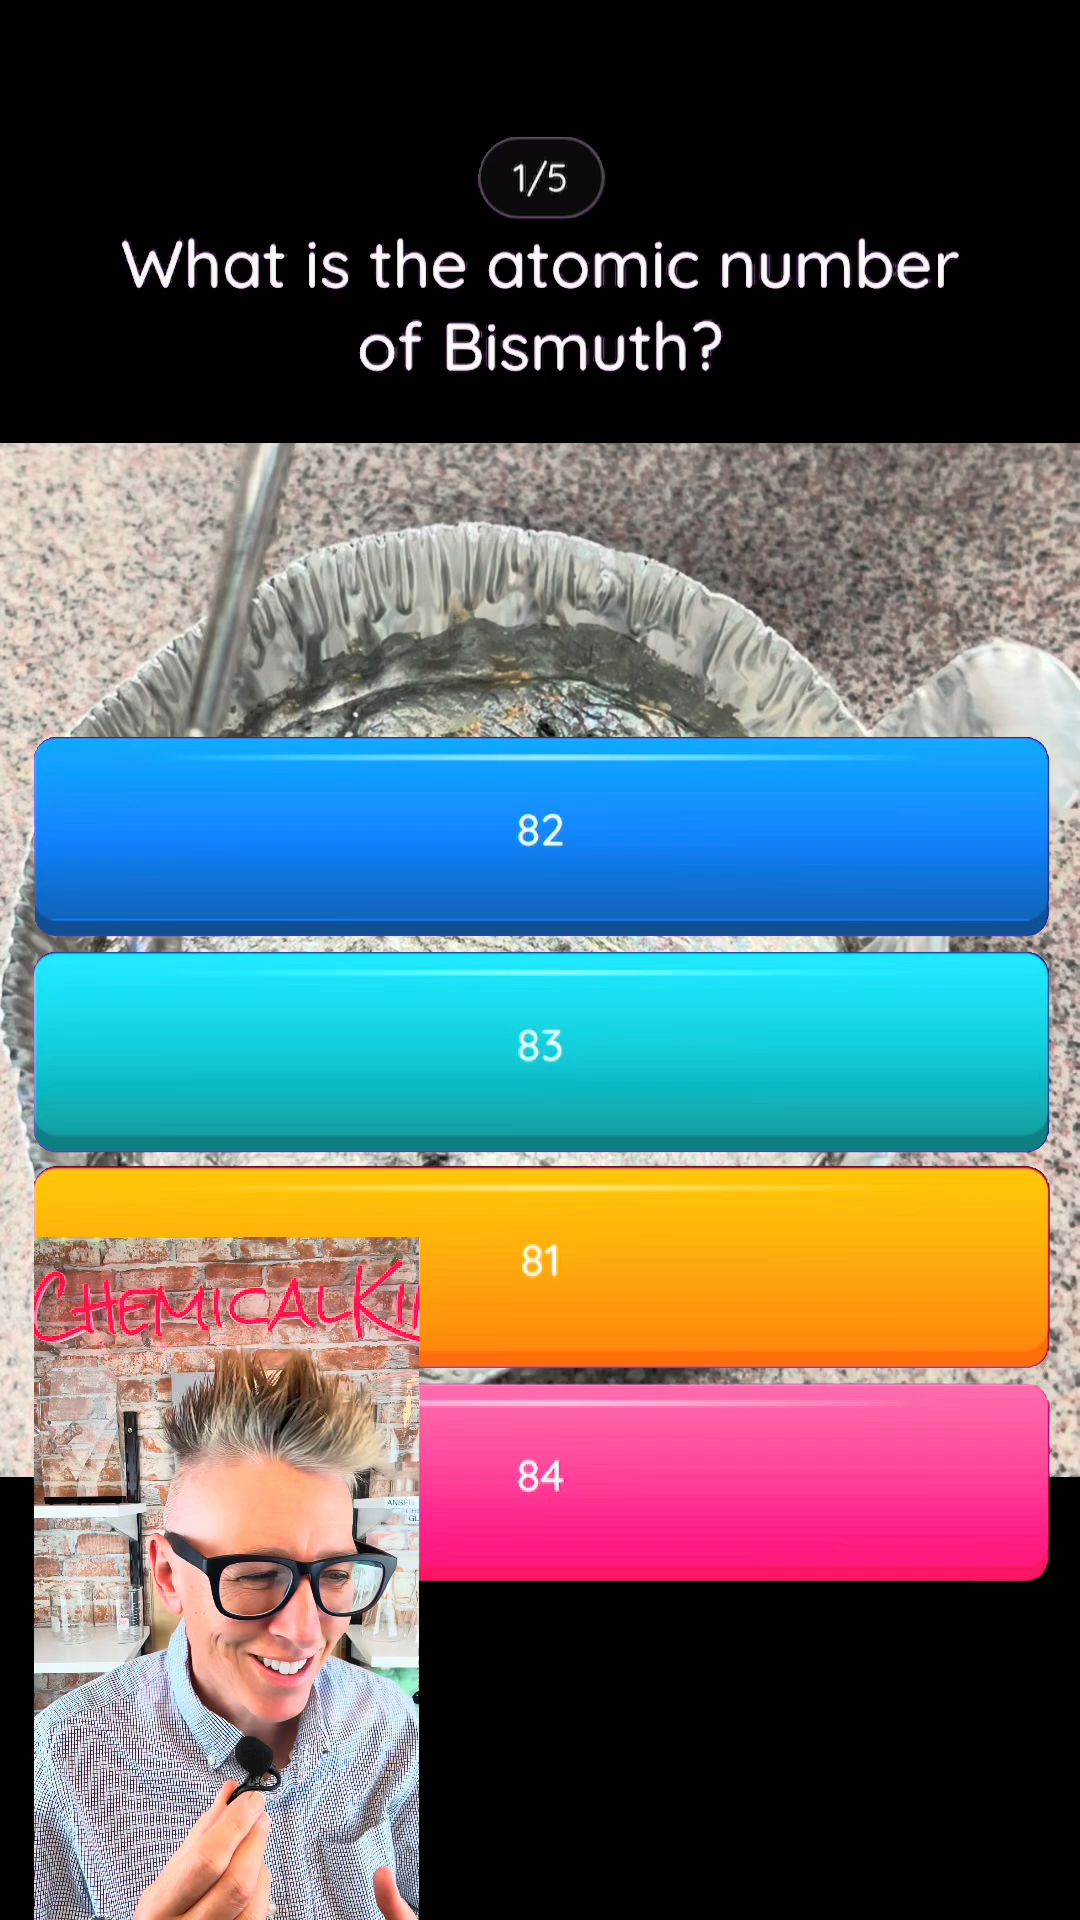 1/5
What is the atomic number
of Bismuth?
82
83
81
84
CHEMICALKI